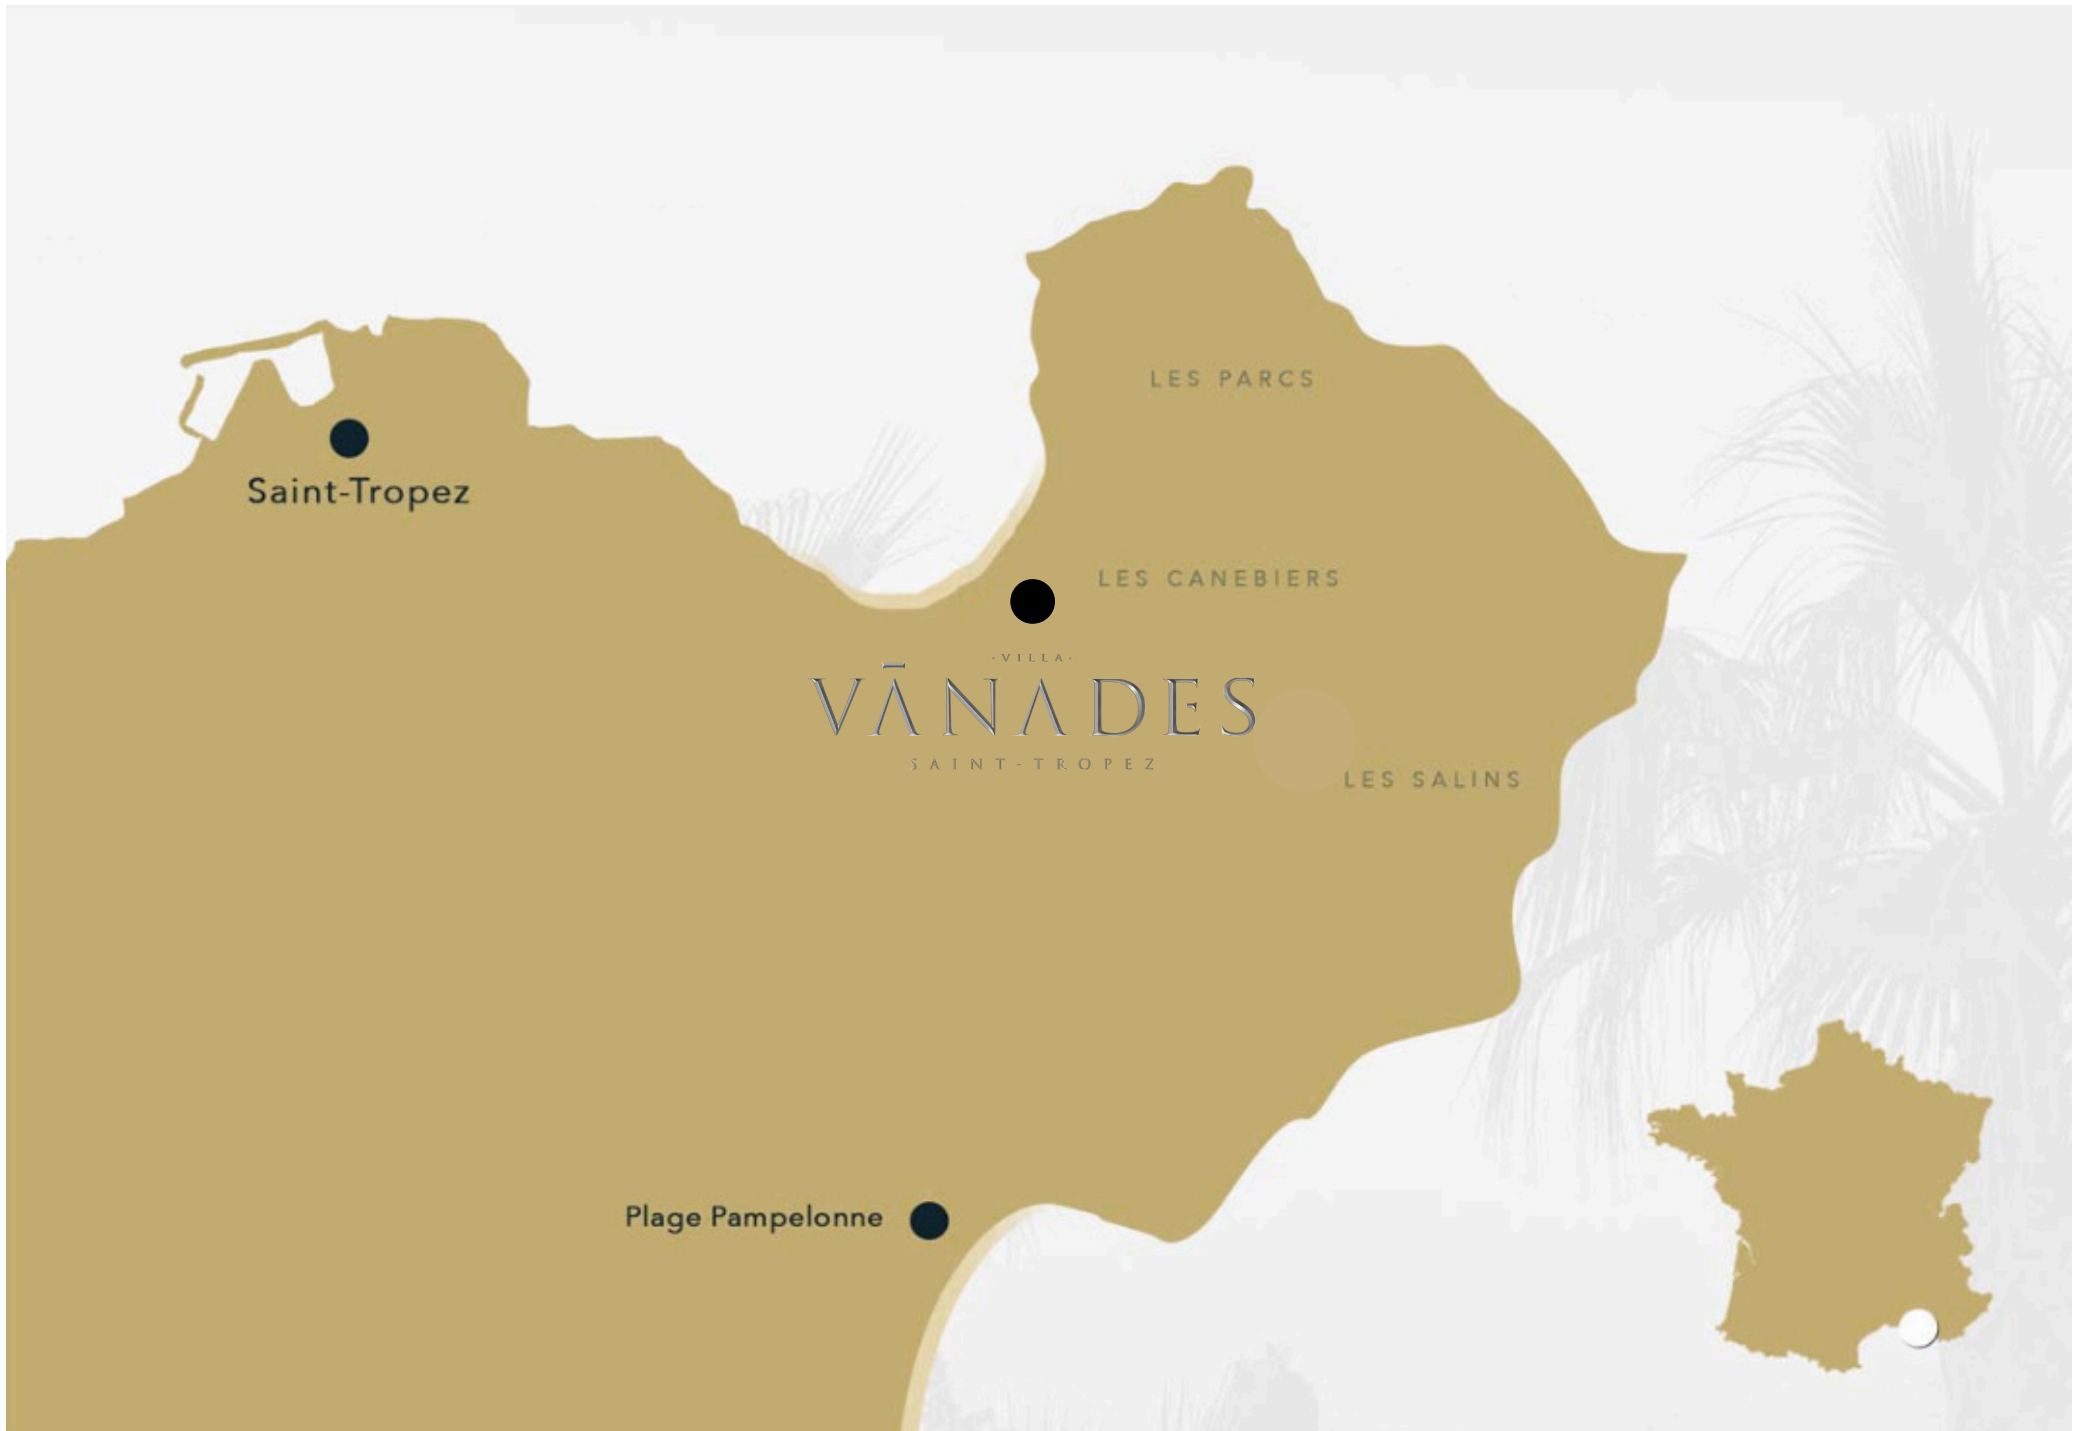 LES PARCS
Saint-Tropez
LES CANEBIERS
-VILLA-
VĀNADES
SAINT-TROPEZ
LES SALINS
Plage Pampelonne